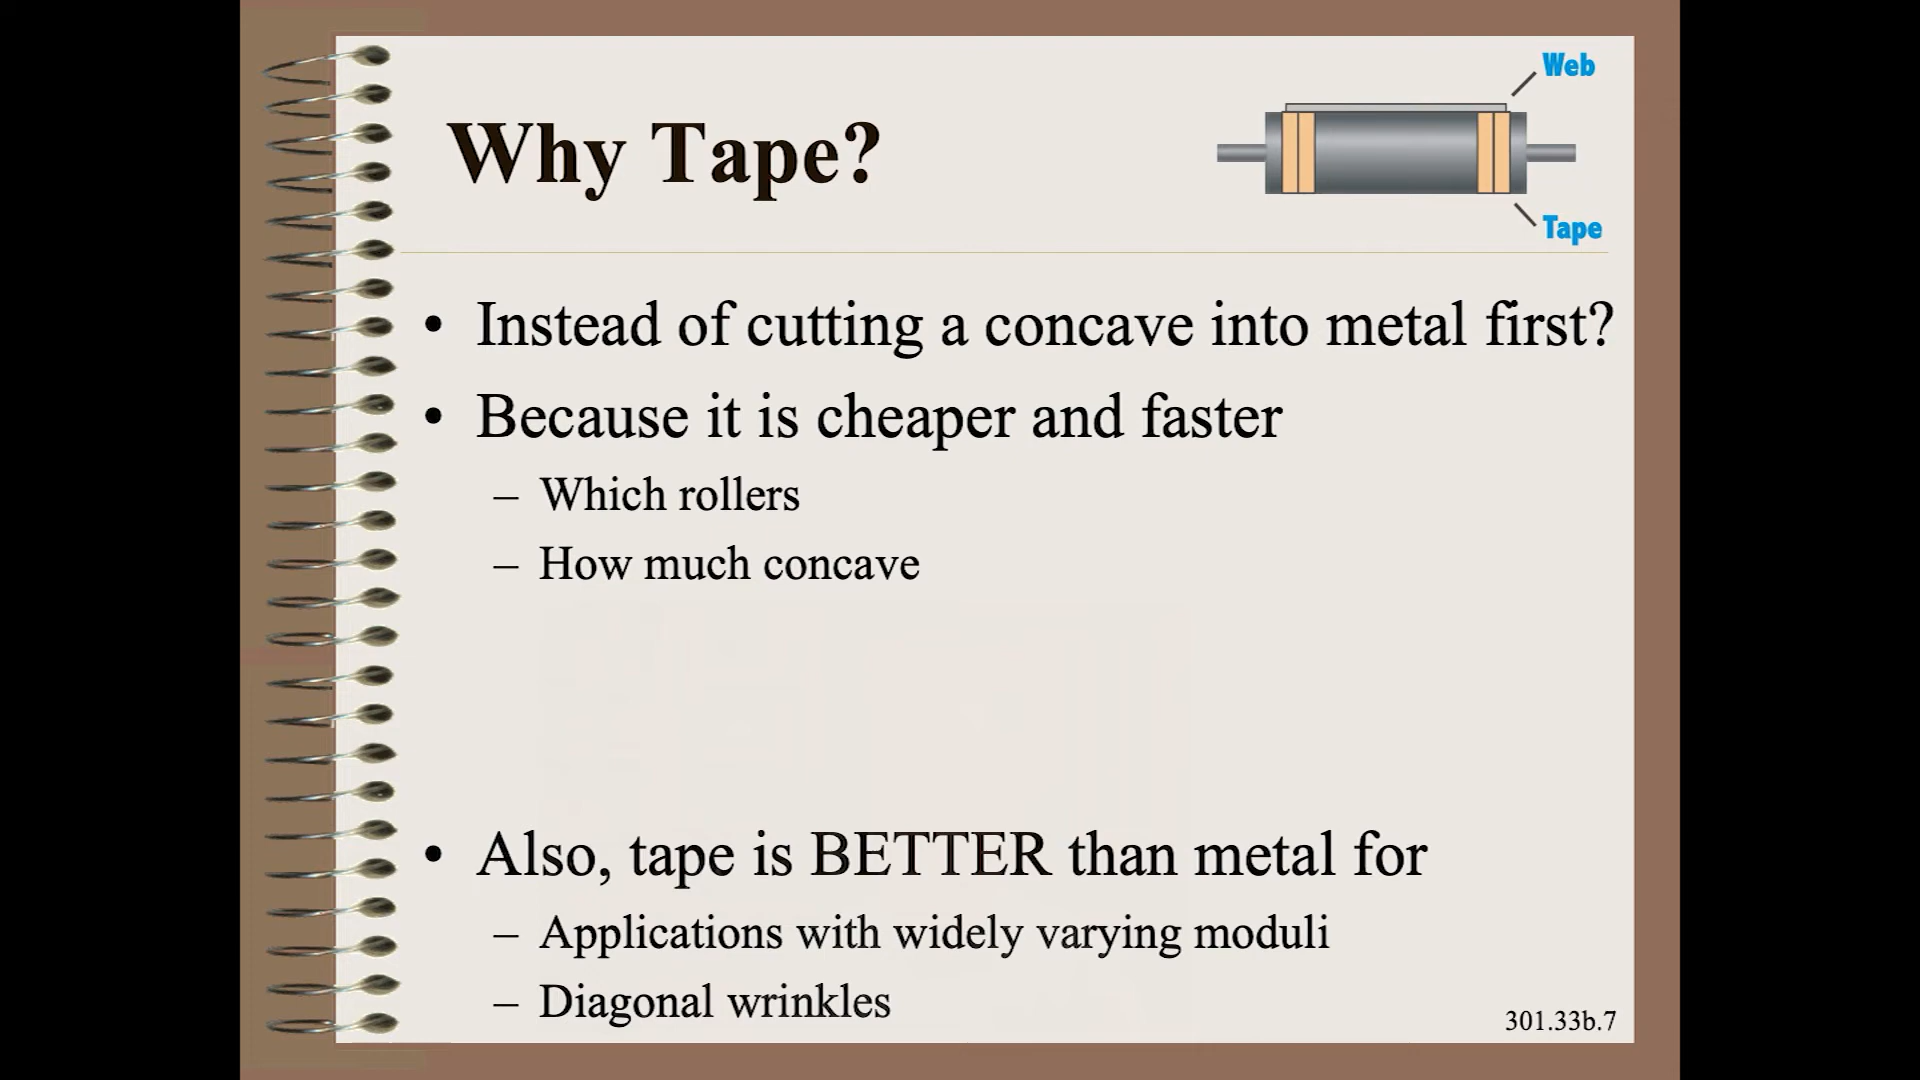 Web
Why Tape?
Tape
• Instead of cutting a concave into metal first?
• Because it is cheaper and faster
– Which rollers
– How much concave
• Also, tape is BETTER than metal for
– Applications with widely varying moduli
– Diagonal wrinkles
301.33b.7